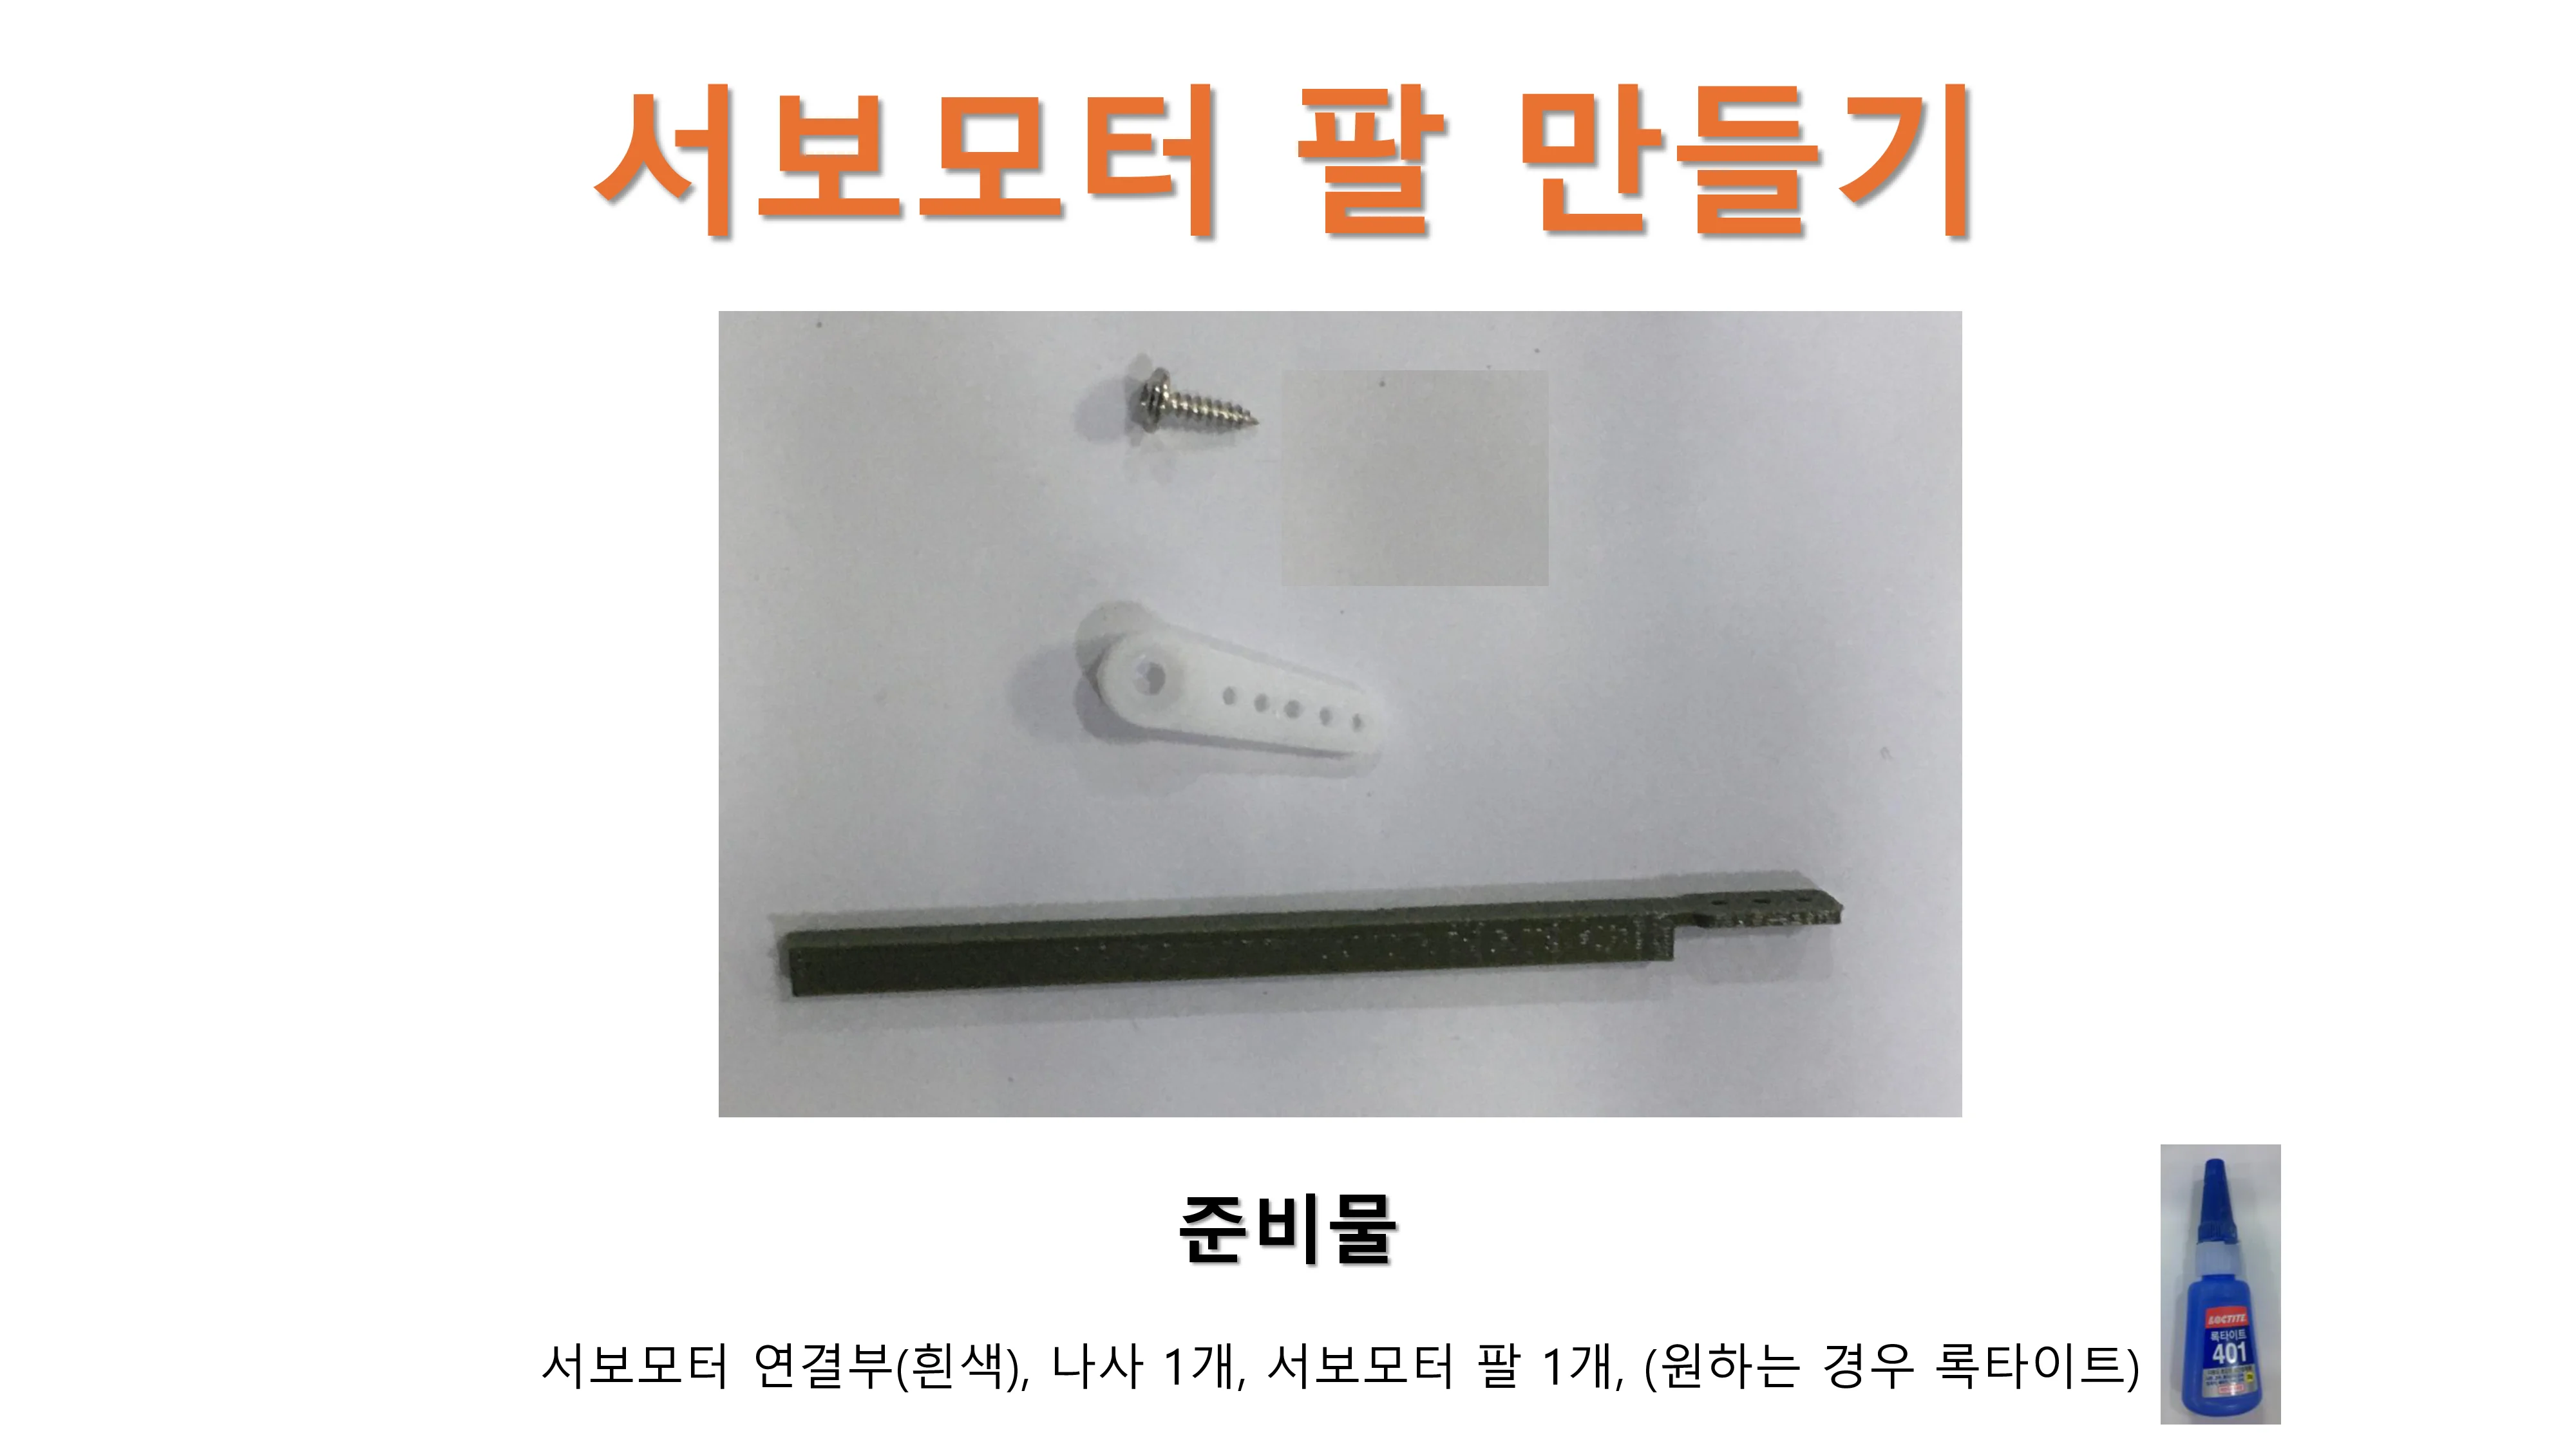 서보모터 팔 만들기
준비물
서보모터 연결부(흰색), 나사 1개, 서보모터 팔 1개, (원하는 경우 록타이트)
LOCTITE
록타이트
401